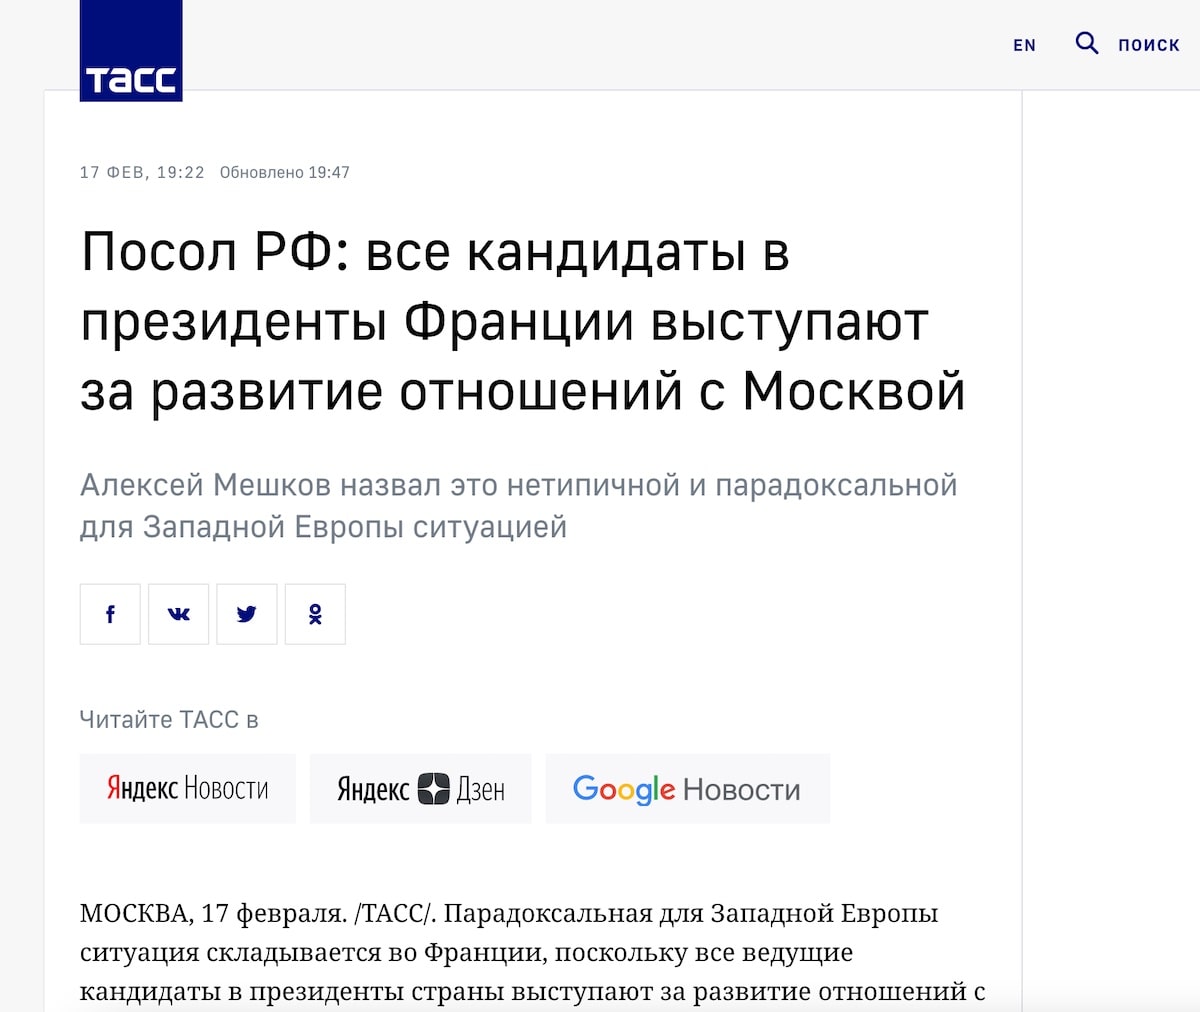 ТАСС
EN ПОИСК
17 ФЕВ, 19:22 Обновлено 19:47
Посол РФ: все кандидаты в
президенты Франции выступают
за развитие отношений с Москвой
Алексей Мешков назвал это нетипичной и парадоксальной
для Западной Европы ситуацией
Читайте ТАСС в
Яндекс Новости Яндекс Дзен Google Новости
МОСКВА, 17 февраля. /ТАСС/. Парадоксальная для Западной Европы
ситуация складывается во Франции, поскольку все ведущие
кандидаты в президенты страны выступают за развитие отношений с